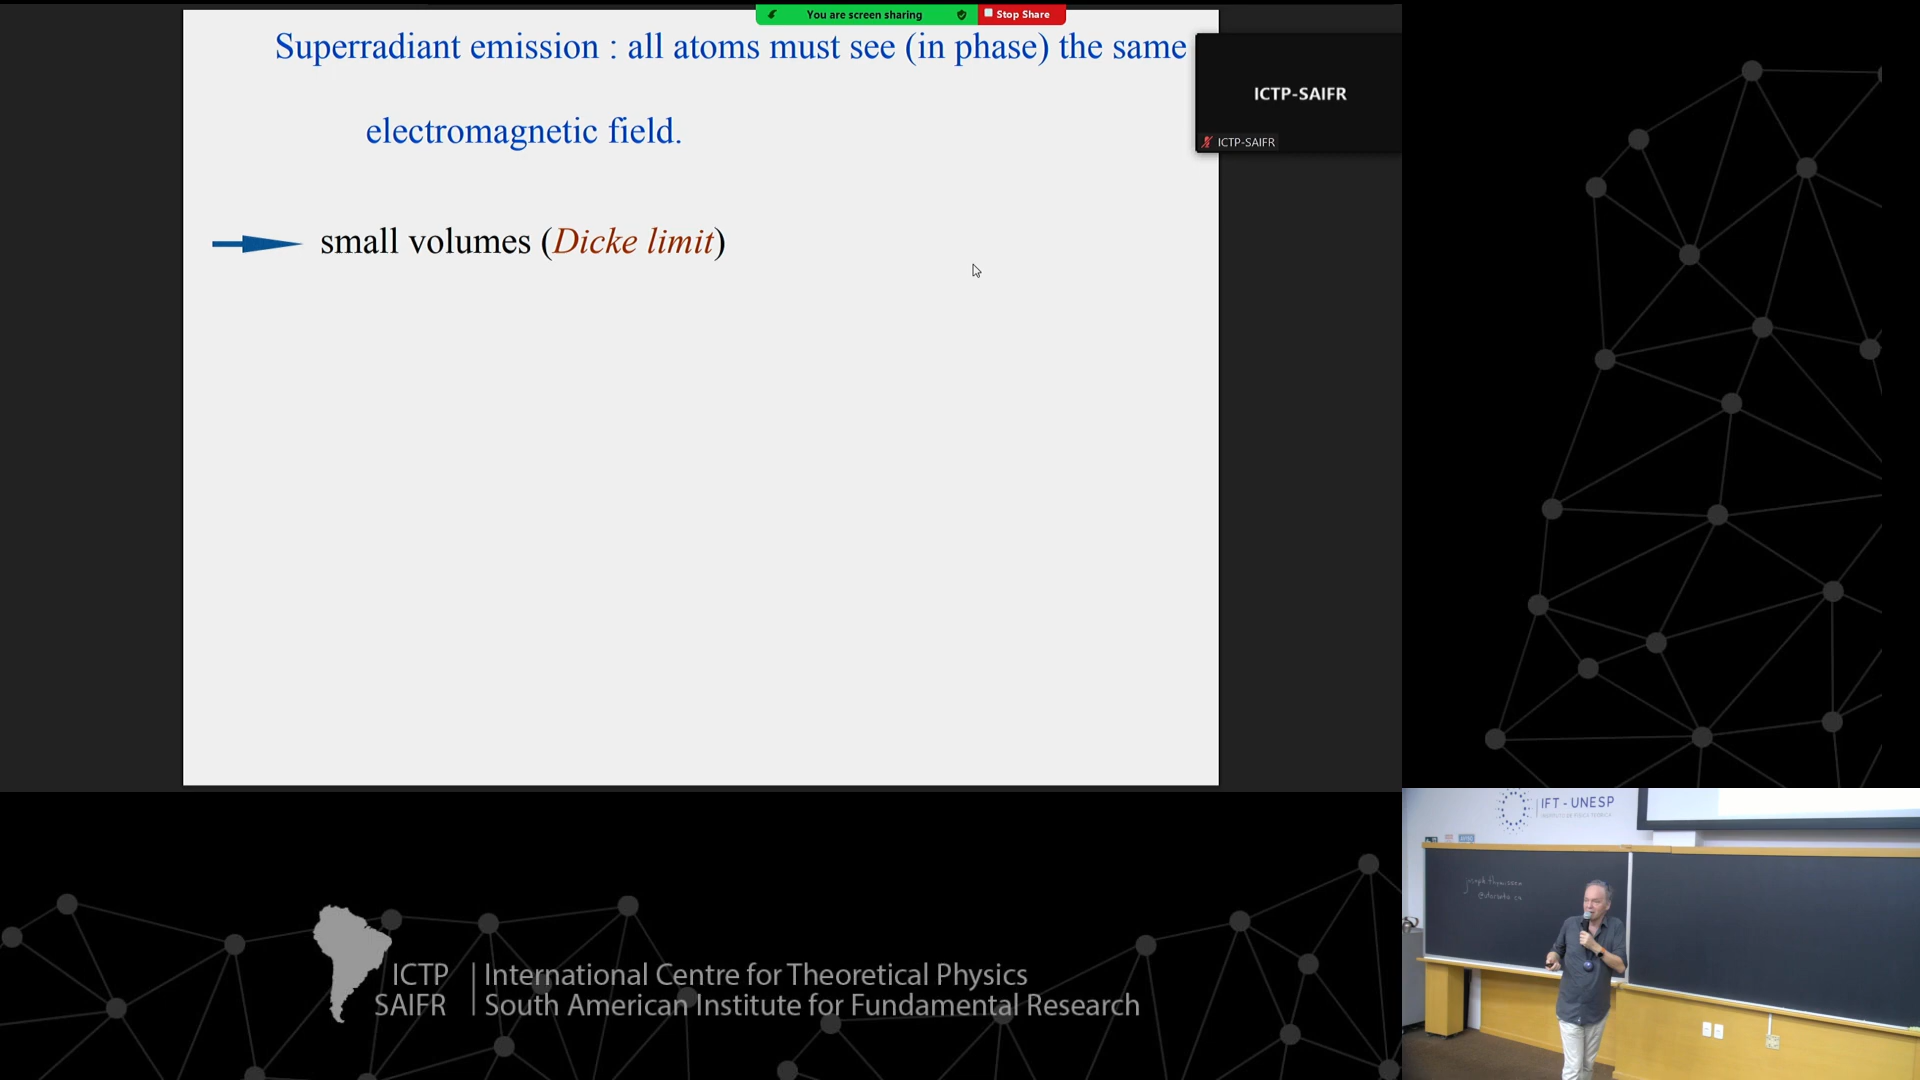 You are screen sharing
Stop Share
Superradiant emission : all atoms must see (in phase) the same
electromagnetic field.
ICTP-SAIFR
ICTP-SAIFR
small volumes (Dicke limit)
IFT - UNESP
ICTP
SAIFR
International Centre for Theoretical Physics
South American Institute for Fundamental Research